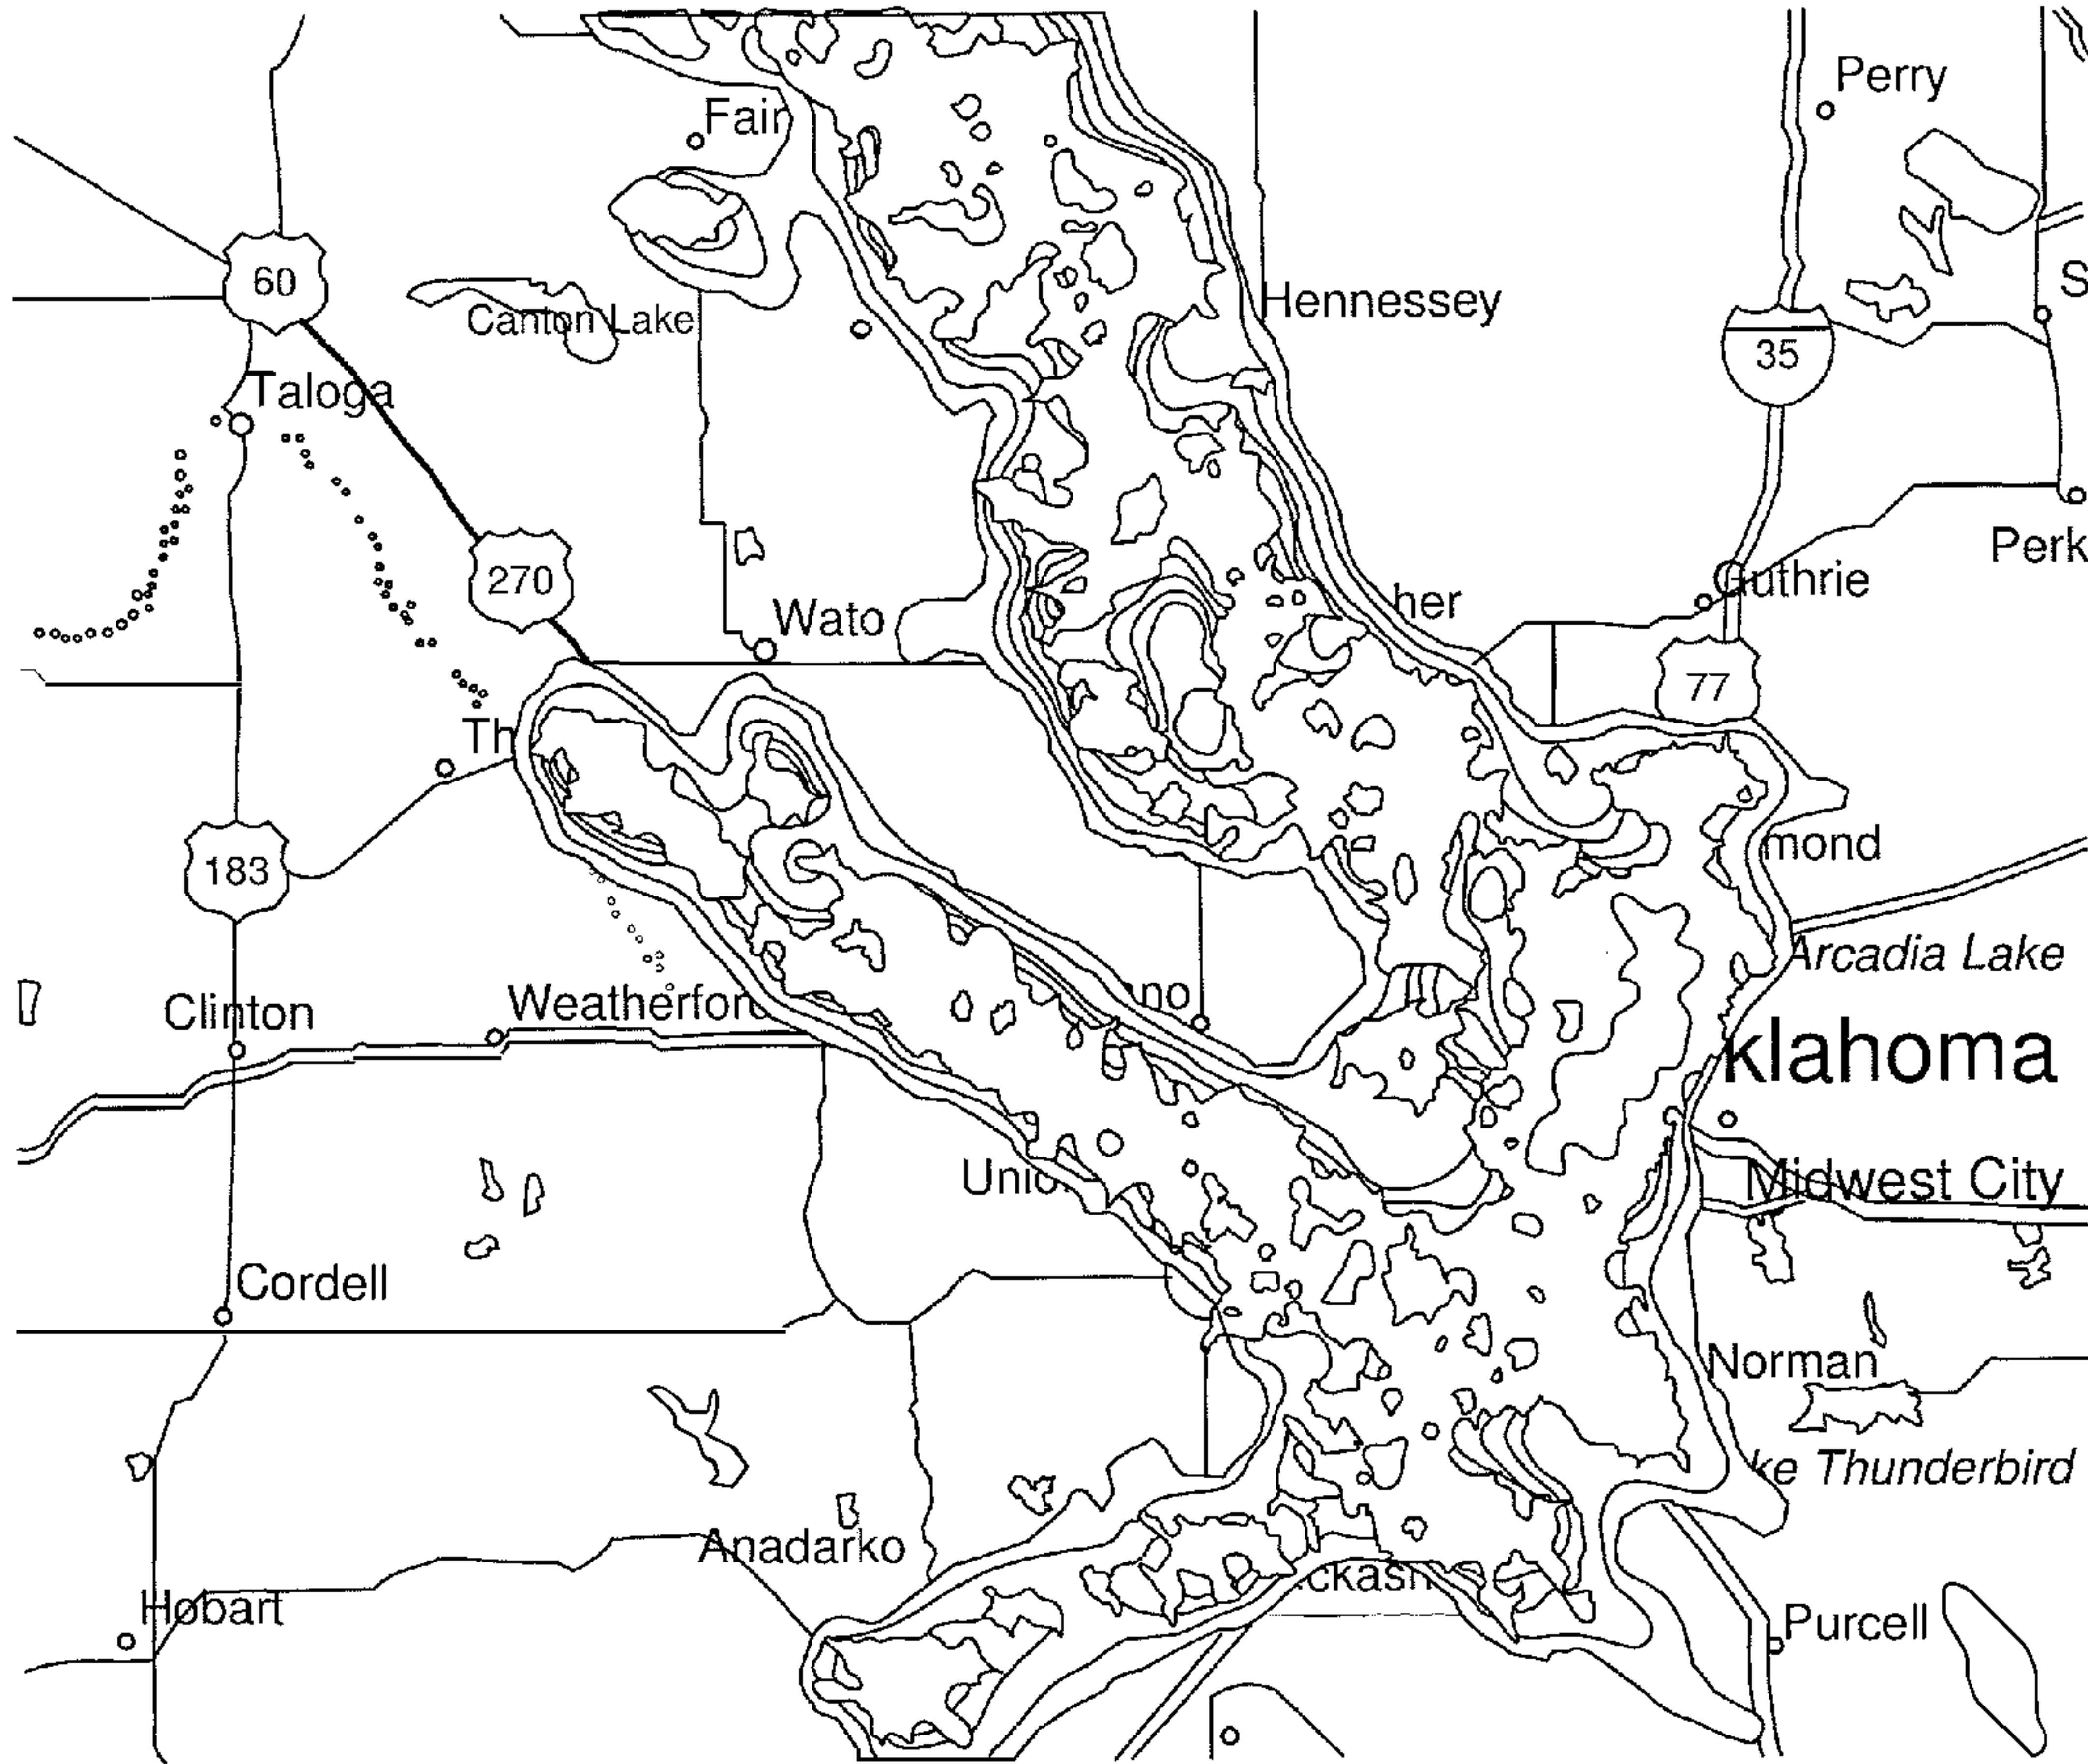 Perry
Fair
60
S
Canton Lake
Hennessey
35
Taloga
Perk
270
Guthrie
her
Wato
77
Th
mond
183
Arcadia Lake
Weatherford
no
Clinton
klahoma
Unio
Midwest City
Cordell
Norman
ke Thunderbird
Anadarko
ckash
Hobart
Purcell